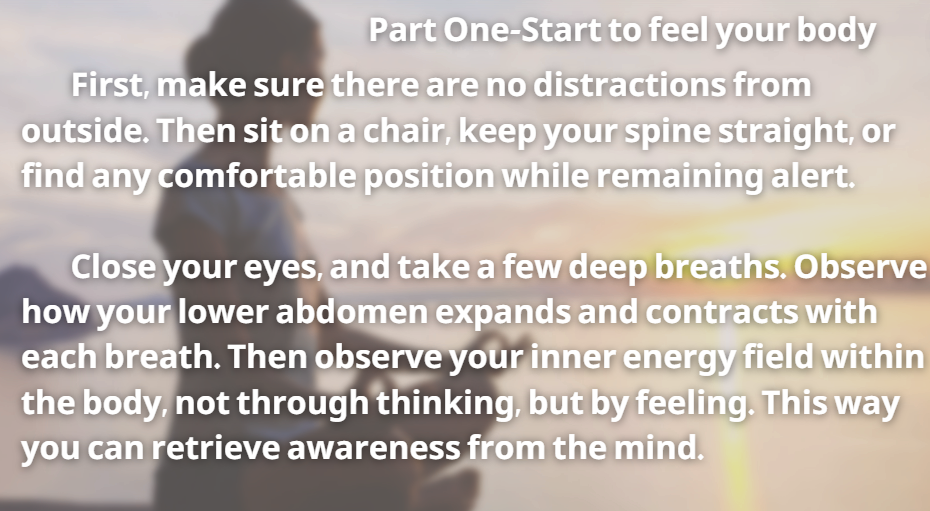 Part One-Start to feel your body
First, make sure there are no distractions from
outside. Then sit on a chair, keep your spine straight, or
find any comfortable position while remaining alert.
Close your eyes, and take a few deep breaths. Observe
how your lower abdomen expands and contracts with
each breath. Then observe your inner energy field within
the body, not through thinking, but by feeling. This way
you can retrieve awareness from the mind.